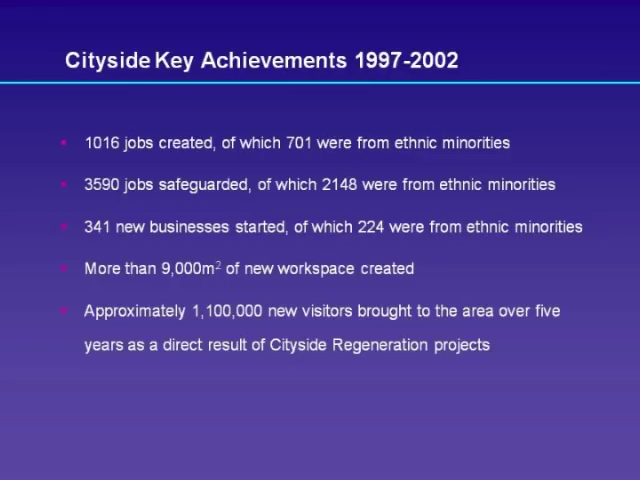 Cityside Key Achievements 1997-2002
1016 jobs created, of which 701 were from ethnic minorities
3590 jobs safeguarded, of which 2148 were from ethnic minorities
341 new businesses started, of which 224 were from ethnic minorities
More than 9,000m² of new workspace created
Approximately 1,100,000 new visitors brought to the area over five
years as a direct result of Cityside Regeneration projects